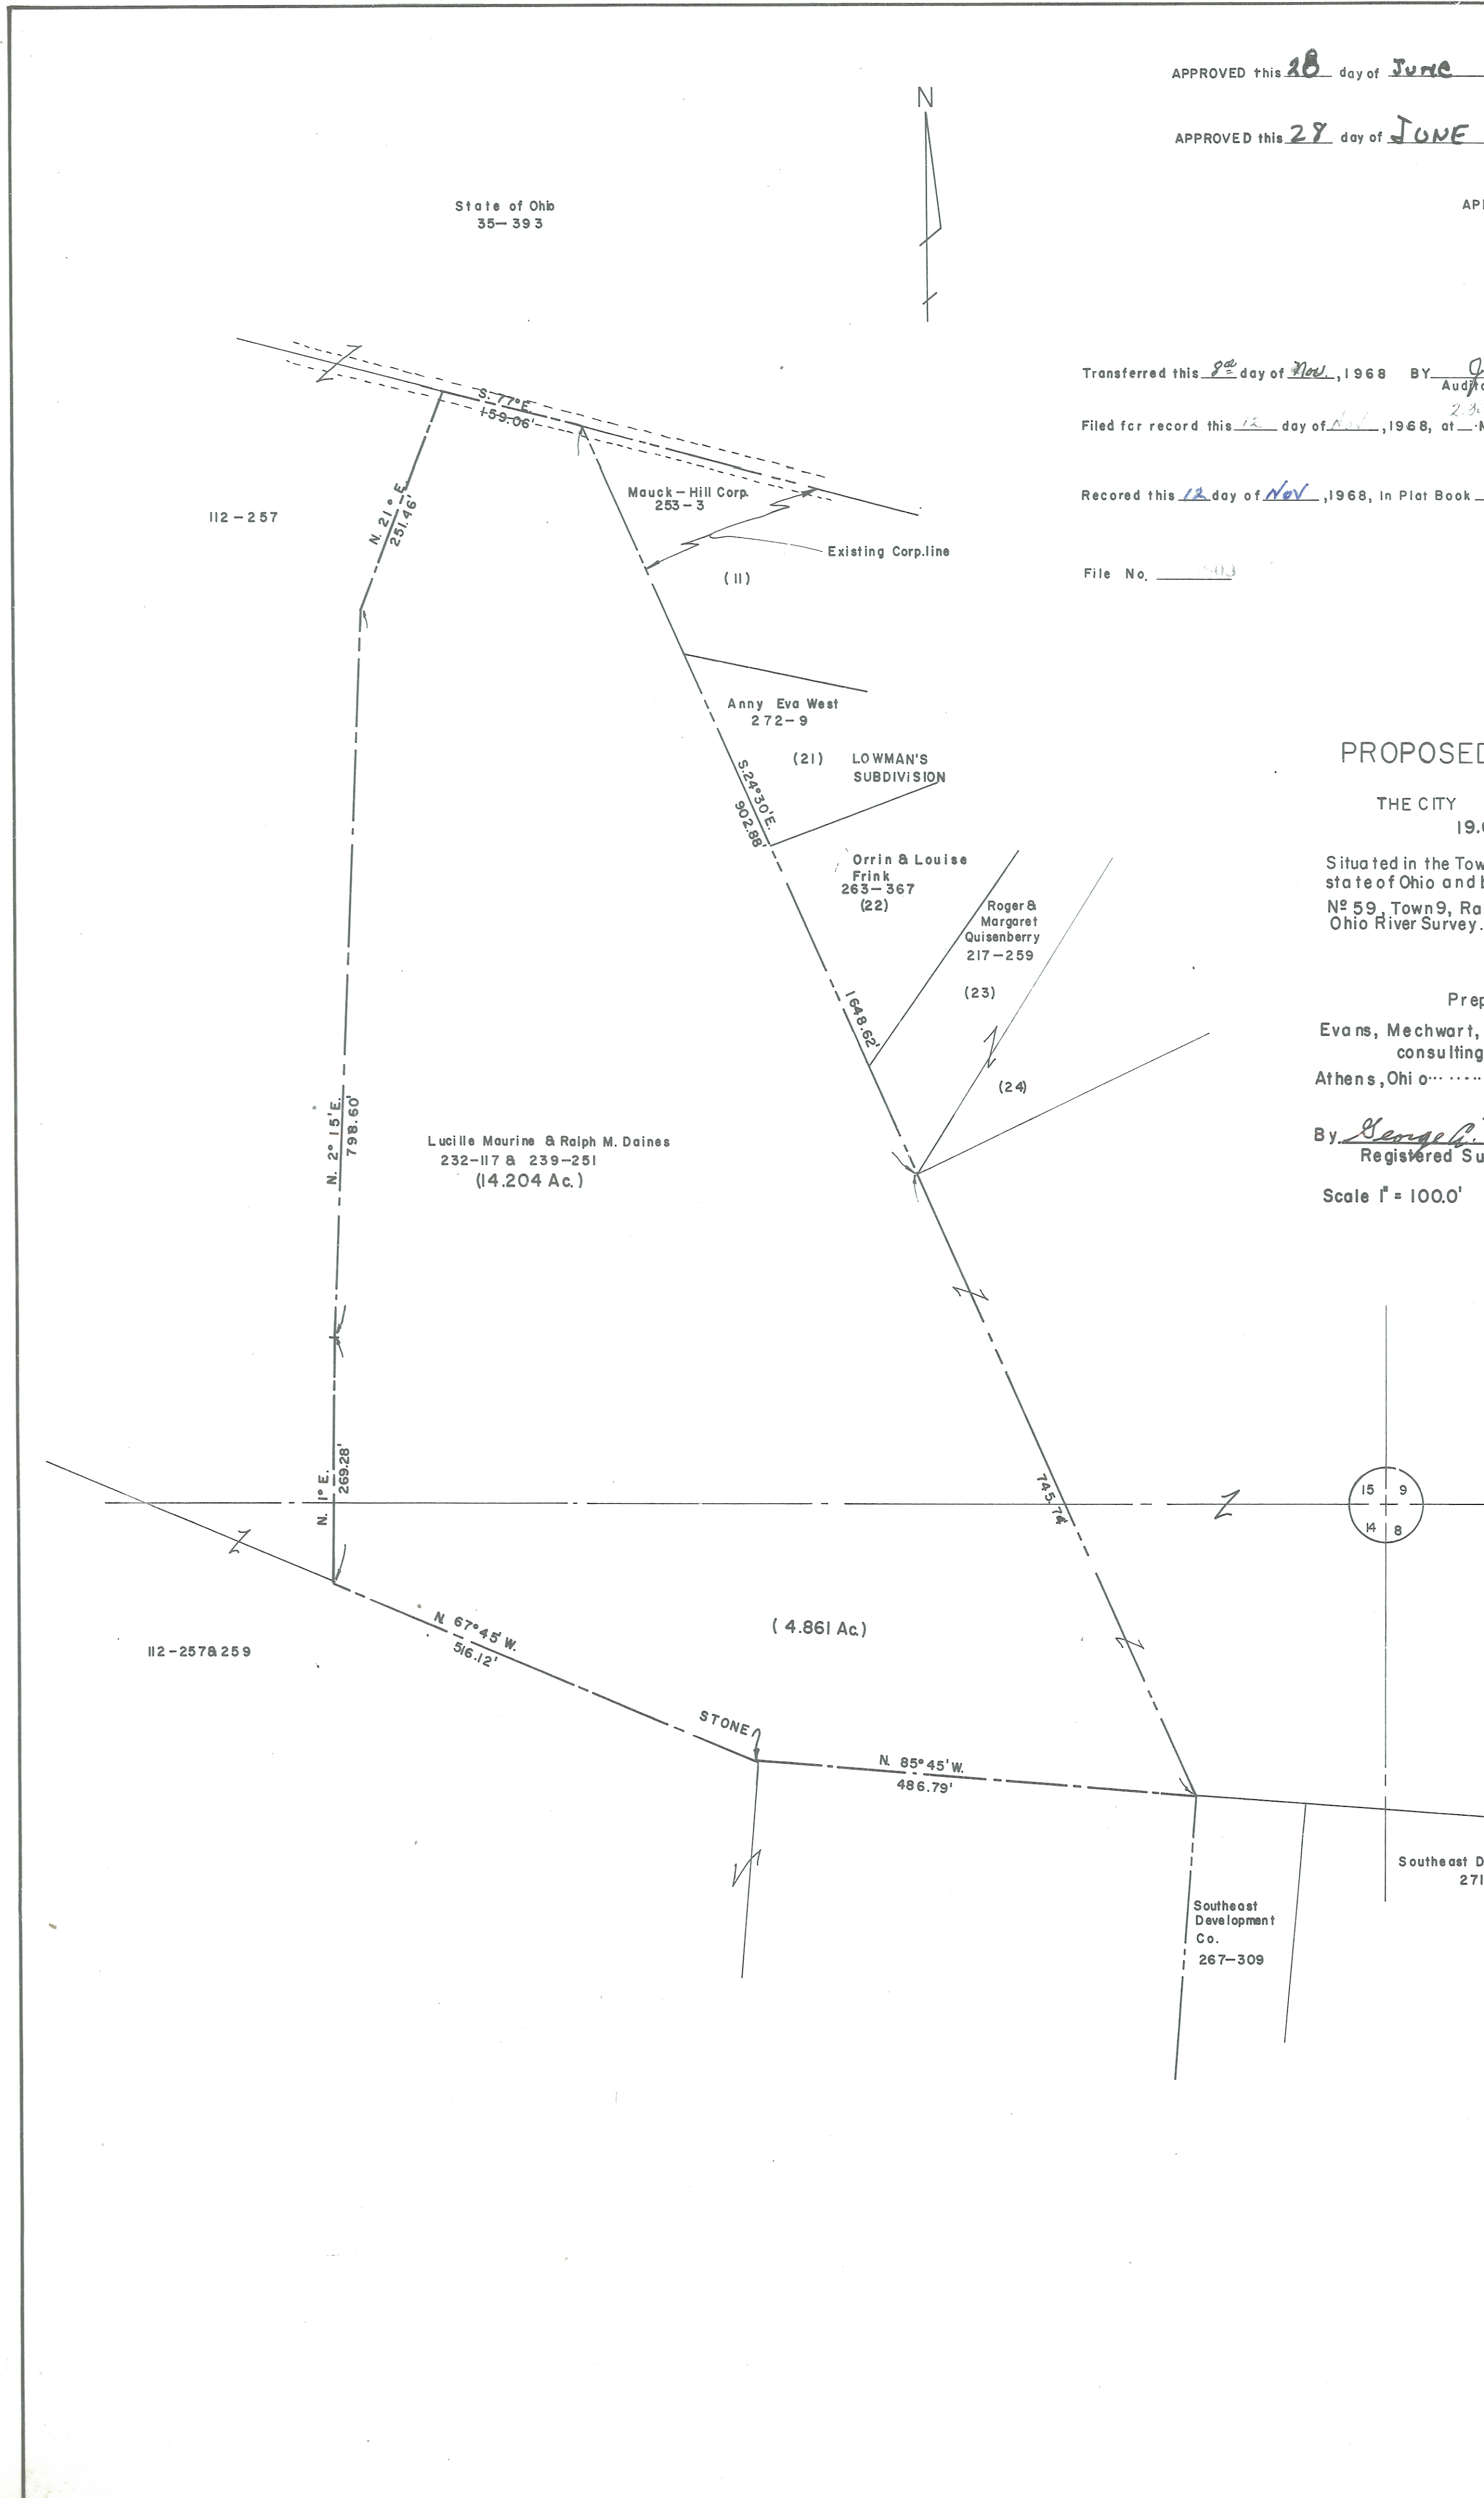 APPROVED this 28 day of June
APPROVED this 28 day of JUNE
N
State of Ohio
35-393
Transferred this 8th day of Nov., 1968 BY
Filed for record this 12 day of Nov, 1968, at
Recored this 12 day of Nov, 1968, in Plat Book
File No.
S. 77° E.
159.06'
N. 21° E.
251.46'
112-257
Mauck-Hill Corp.
253-3
Existing Corp. line
(11)
Anny Eva West
272-9
(21) LOWMAN'S
SUBDIVISION
S. 24°30' E.
902.88'
Orrin & Louise
Frink
263-367
(22)
Roger &
Margaret
Quisenberry
217-259
(23)
1648.62'
(24)
PROPOSED
THE CITY
19.
Situated in the Tow
state of Ohio and
Nº 59, Town 9, Ra
Ohio River Survey.
Prep
Evans, Mechwart,
consulting
Athens, Ohio
By George
Registered Su
Scale 1" = 100.0'
N. 2° 15' E.
798.60'
Lucille Maurine & Ralph M. Daines
232-117 & 239-251
(14.204 Ac.)
N. 1° E.
269.28'
745.74'
15 9
14 8
N. 67°45' W.
516.12'
(4.861 Ac.)
112-257&259
STONE
N. 85°45' W.
486.79'
Southeast D
271
Southeast
Development
Co.
267-309